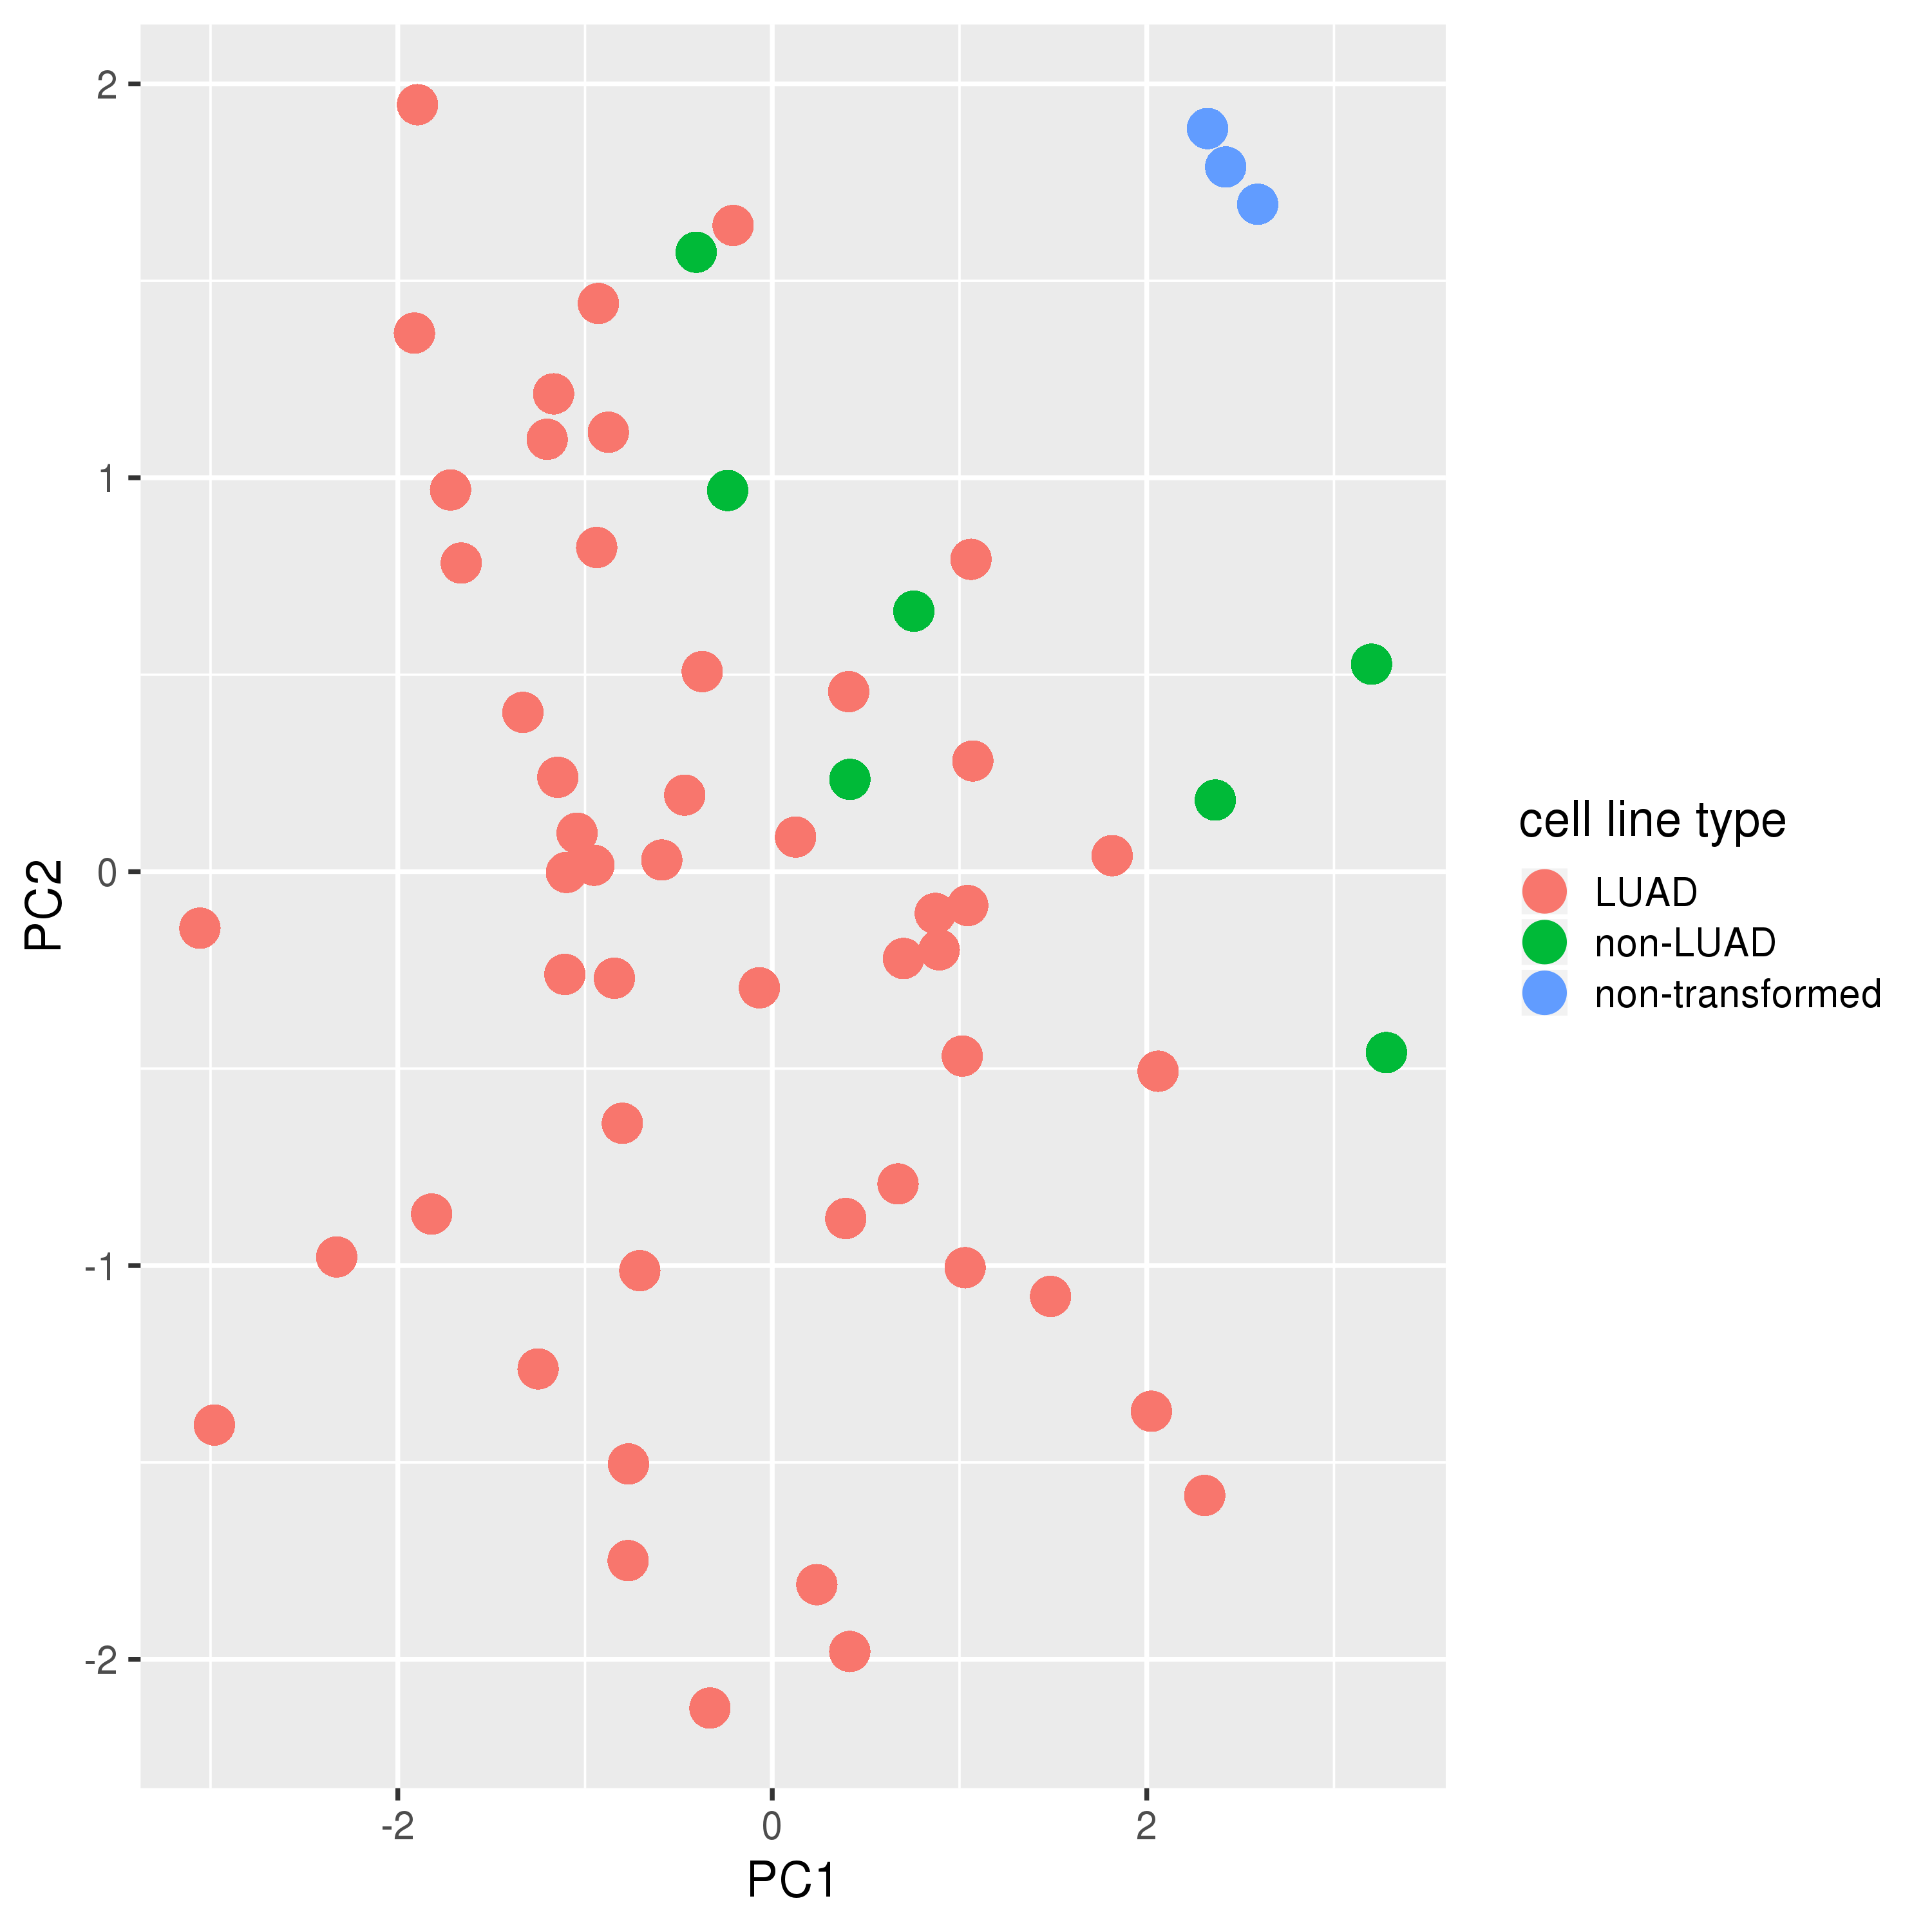 2
1
0
-1
-2
PC2
-2
0
2
PC1
cell line type
LUAD
non-LUAD
non-transformed